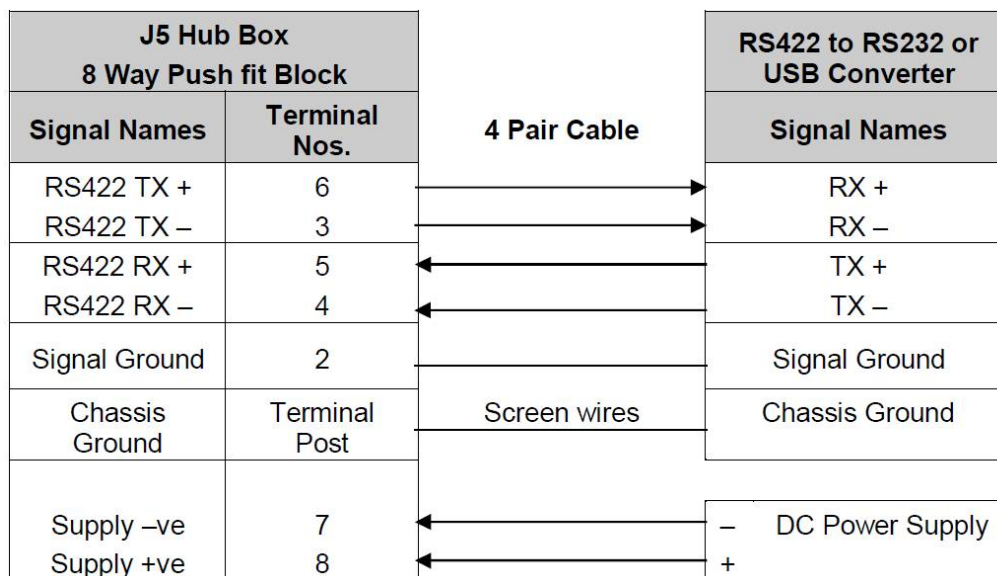 J5 Hub Box
8 Way Push fit Block
RS422 to RS232 or
USB Converter
Signal Names
Terminal
Nos.
4 Pair Cable
Signal Names
RS422 TX + 6 RX +
RS422 TX – 3 RX –
RS422 RX + 5 TX +
RS422 RX – 4 TX –
Signal Ground 2 Signal Ground
Chassis
Ground
Terminal
Post
Screen wires
Chassis Ground
Supply –ve 7 – DC Power Supply
Supply +ve 8 +